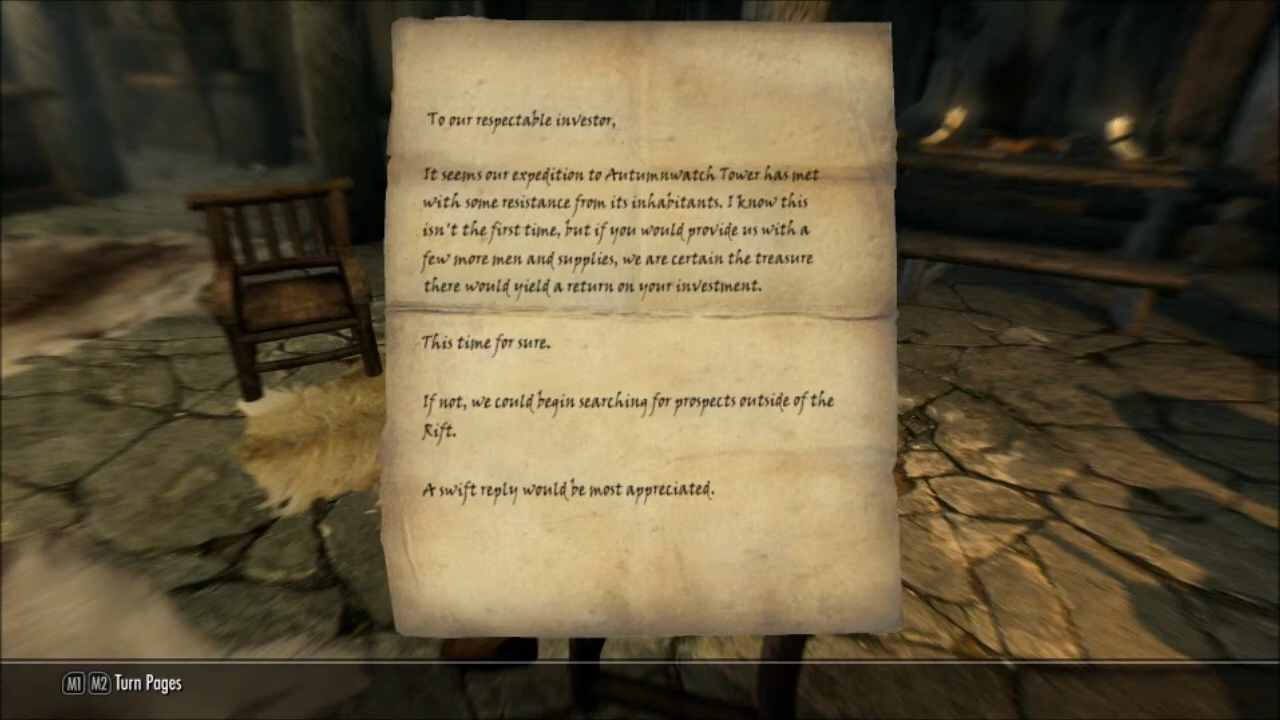 To our respectable investor,
It seems our expedition to Autumnwatch Tower has met
with some resistance from its inhabitants. I know this
isn't the first time, but if you would provide us with a
few more men and supplies, we are certain the treasure
there would yield a return on your investment.
This time for sure.
If not, we could begin searching for prospects outside of the
Rift.
A swift reply would be most appreciated.
M1 M2 Turn Pages